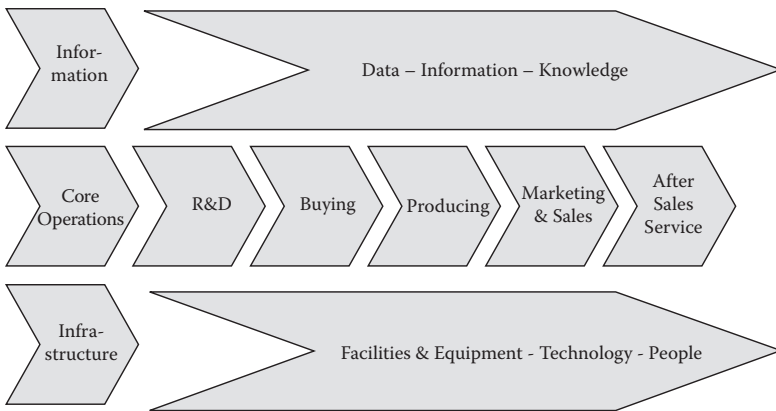 Infor-
mation
Data – Information – Knowledge
Core
Operations
R&D
Buying
Producing
Marketing
& Sales
After
Sales
Service
Infra-
structure
Facilities & Equipment - Technology - People